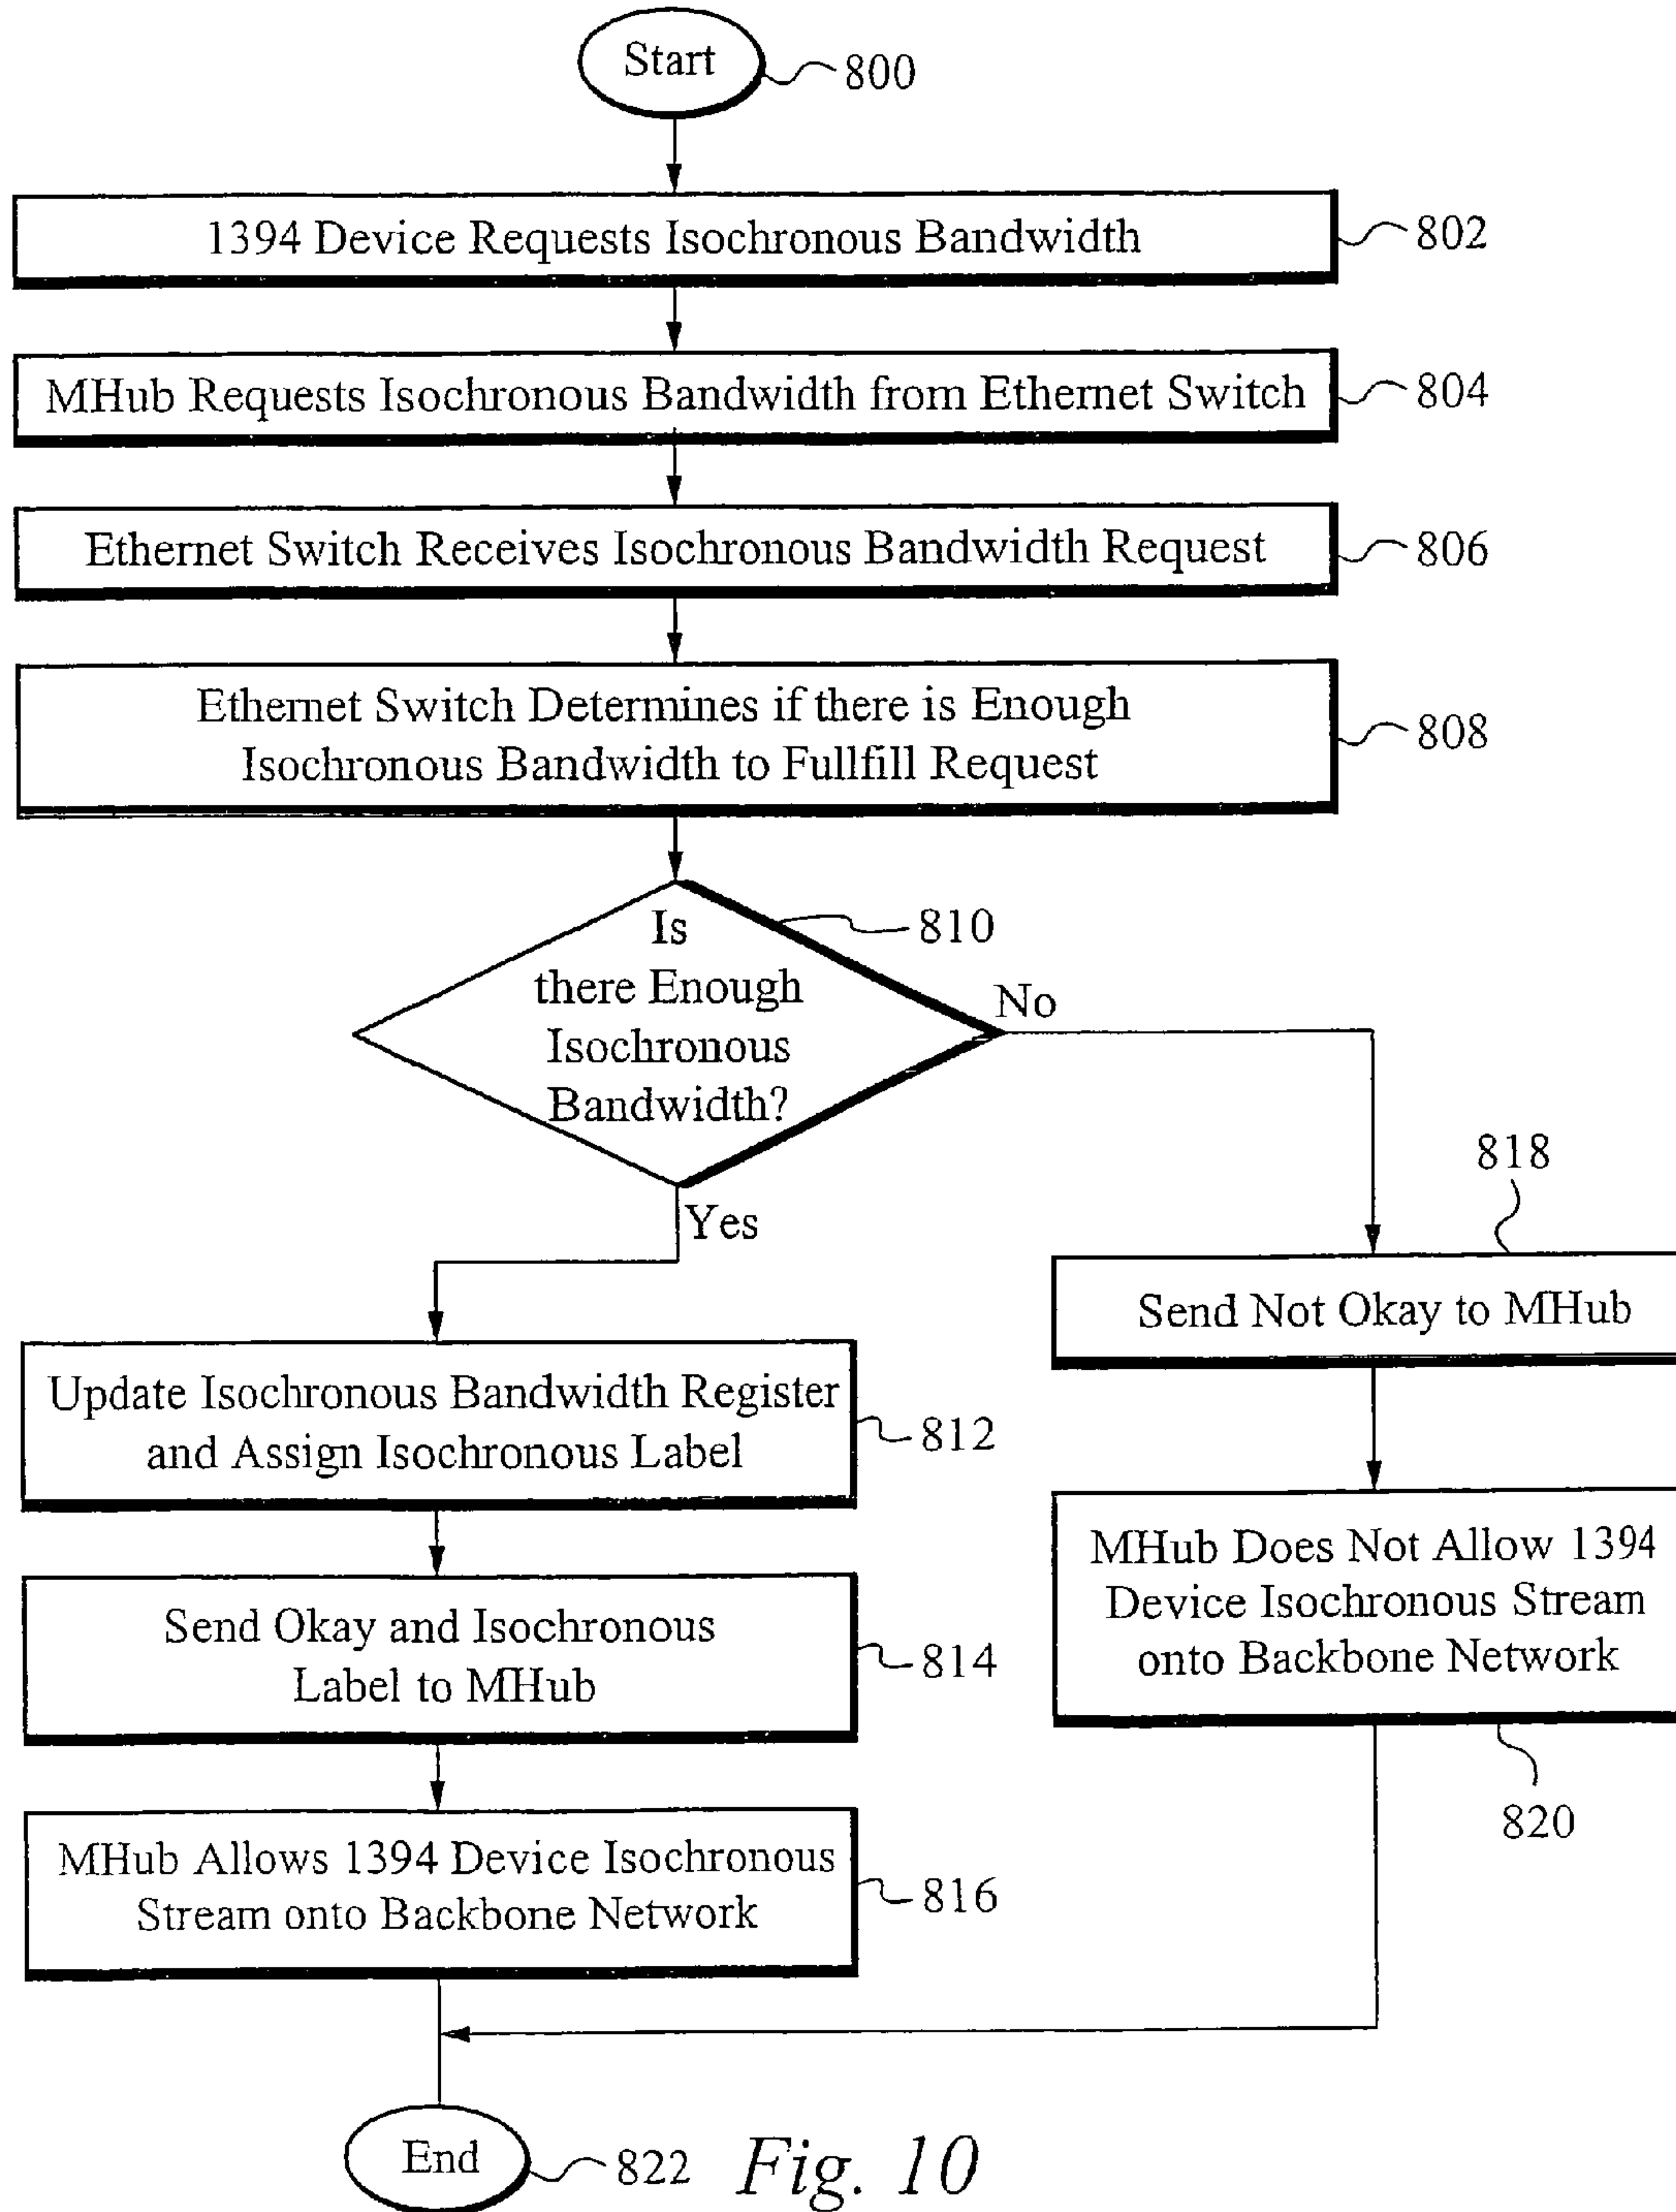 Start
800
1394 Device Requests Isochronous Bandwidth
802
MHub Requests Isochronous Bandwidth from Ethernet Switch
804
Ethernet Switch Receives Isochronous Bandwidth Request
806
Ethernet Switch Determines if there is Enough
Isochronous Bandwidth to Fullfill Request
808
Is
there Enough
Isochronous
Bandwidth?
810
No
Yes
818
Send Not Okay to MHub
Update Isochronous Bandwidth Register
and Assign Isochronous Label
812
MHub Does Not Allow 1394
Device Isochronous Stream
onto Backbone Network
820
Send Okay and Isochronous
Label to MHub
814
MHub Allows 1394 Device Isochronous
Stream onto Backbone Network
816
End
822
Fig. 10